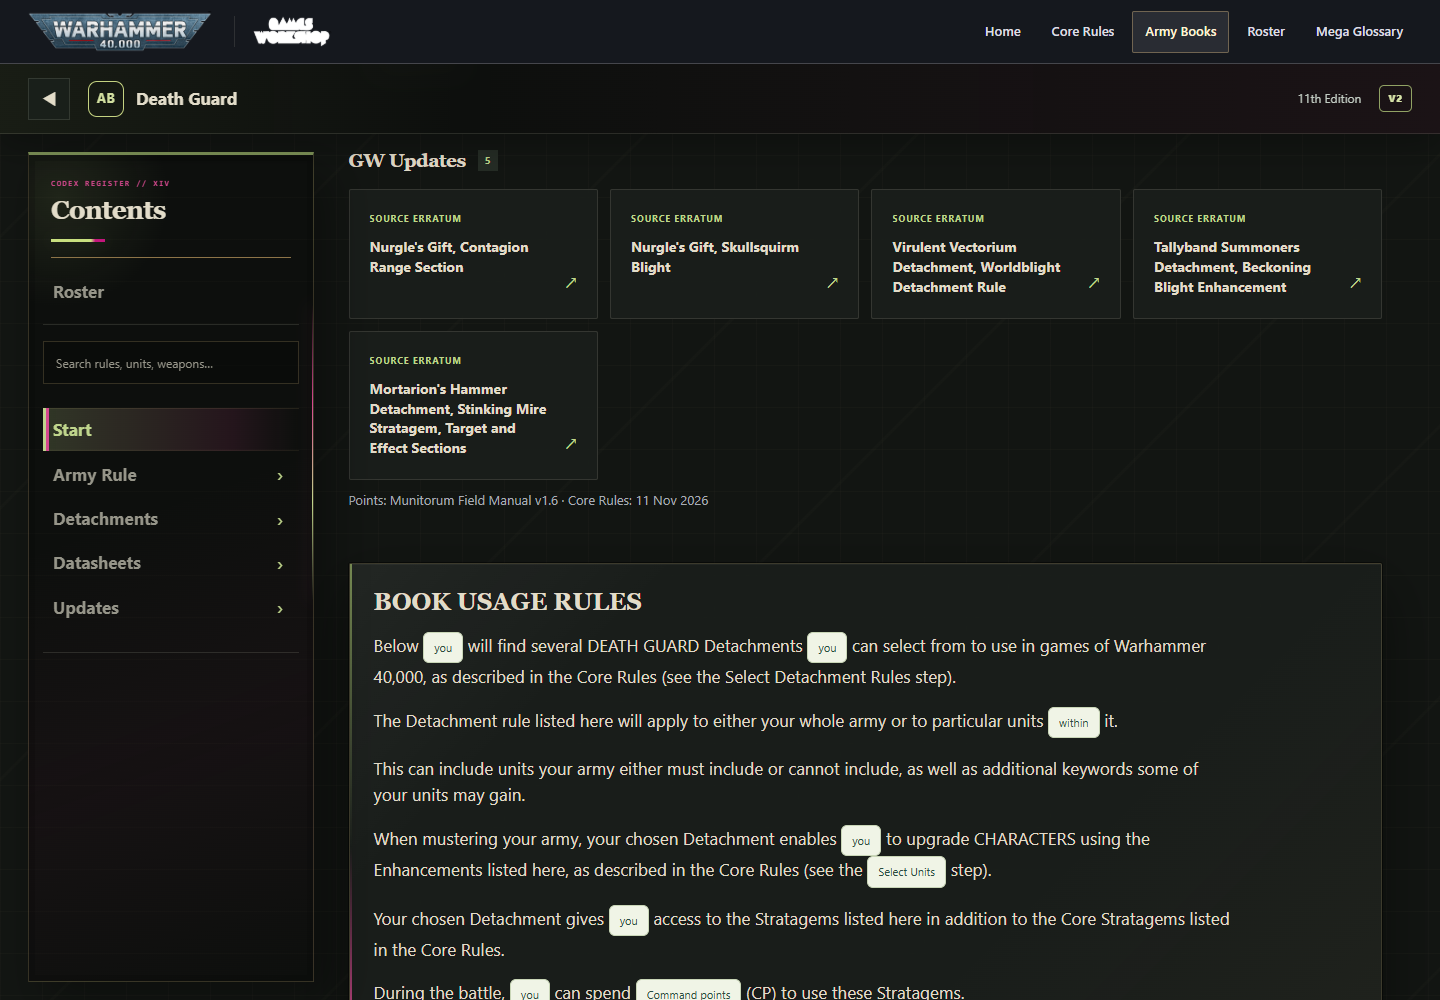 WARHAMMER
40,000
GAMES
WORKSHOP
Home
Core Rules
Army Books
Roster
Mega Glossary
◀
AB
Death Guard
11th Edition
V2
CODEX REGISTER // XIV
Contents
Roster
Search rules, units, weapons...
Start
Army Rule ›
Detachments ›
Datasheets ›
Updates ›
GW Updates 5
SOURCE ERRATUM
Nurgle's Gift, Contagion
Range Section
↗
SOURCE ERRATUM
Nurgle's Gift, Skullsquirm
Blight
↗
SOURCE ERRATUM
Virulent Vectorium
Detachment, Worldblight
Detachment Rule
↗
SOURCE ERRATUM
Tallyband Summoners
Detachment, Beckoning
Blight Enhancement
↗
SOURCE ERRATUM
Mortarion's Hammer
Detachment, Stinking Mire
Stratagem, Target and
Effect Sections
↗
Points: Munitorum Field Manual v1.6 · Core Rules: 11 Nov 2026
BOOK USAGE RULES
Below you will find several DEATH GUARD Detachments you can select from to use in games of Warhammer
40,000, as described in the Core Rules (see the Select Detachment Rules step).
The Detachment rule listed here will apply to either your whole army or to particular units within it.
This can include units your army either must include or cannot include, as well as additional keywords some of
your units may gain.
When mustering your army, your chosen Detachment enables you to upgrade CHARACTERS using the
Enhancements listed here, as described in the Core Rules (see the Select Units step).
Your chosen Detachment gives you access to the Stratagems listed here in addition to the Core Stratagems listed
in the Core Rules.
During the battle, you can spend Command points (CP) to use these Stratagems.